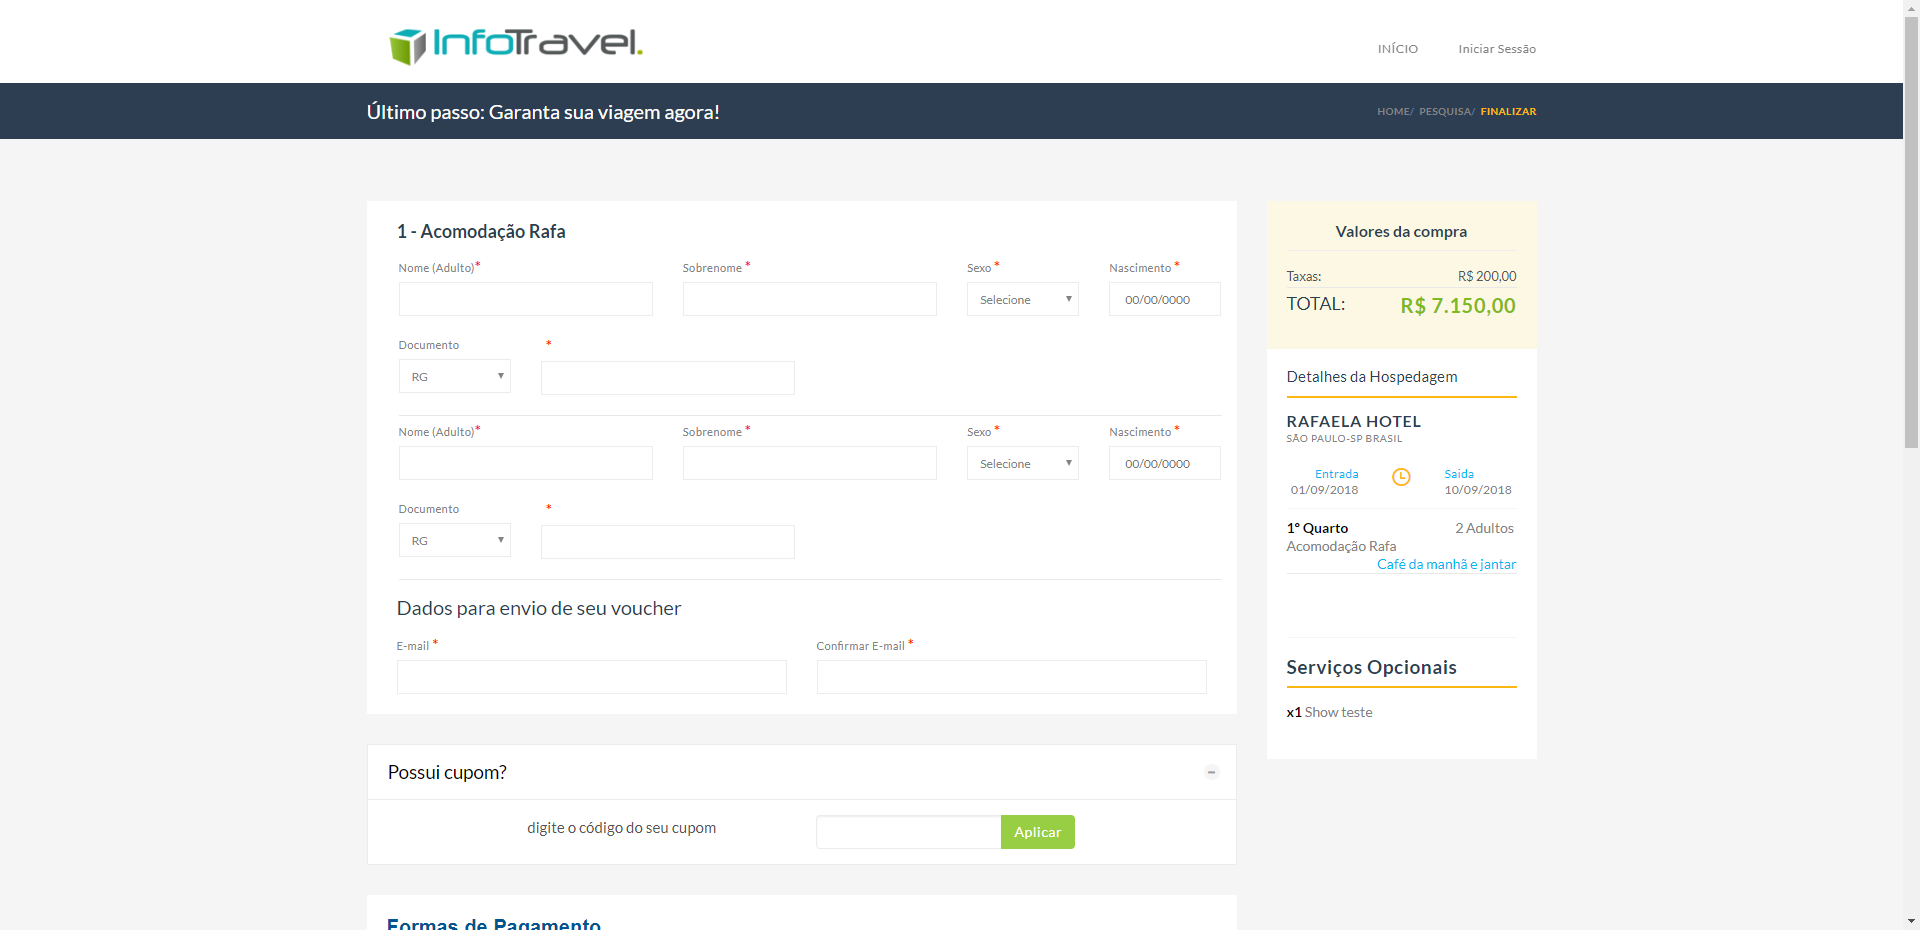 InfoTravel.
INÍCIO Iniciar Sessão
Último passo: Garanta sua viagem agora!
HOME/ PESQUISA/ FINALIZAR
1 - Acomodação Rafa
Nome (Adulto)* Sobrenome * Sexo * Nascimento *
Selecione 00/00/0000
Documento *
RG
Nome (Adulto)* Sobrenome * Sexo * Nascimento *
Selecione 00/00/0000
Documento *
RG
Dados para envio de seu voucher
E-mail * Confirmar E-mail *
Possui cupom?
digite o código do seu cupom Aplicar
Formas de Pagamento
Valores da compra
Taxas: R$ 200,00
TOTAL: R$ 7.150,00
Detalhes da Hospedagem
RAFAELA HOTEL
SÃO PAULO-SP BRASIL
Entrada Saida
01/09/2018 10/09/2018
1º Quarto 2 Adultos
Acomodação Rafa
Café da manhã e jantar
Serviços Opcionais
x1 Show teste